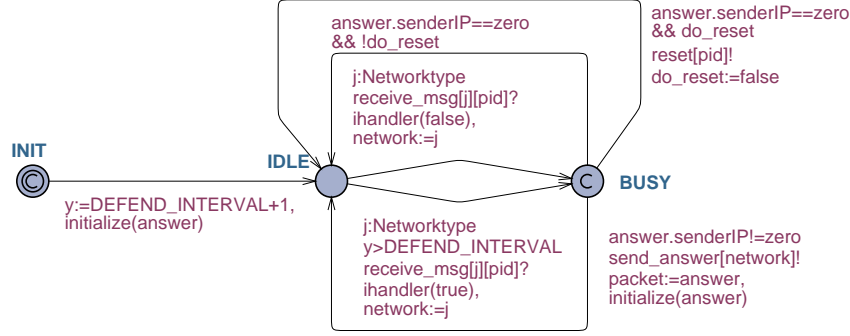 answer.senderIP==zero
&& !do_reset
answer.senderIP==zero
&& do_reset
reset[pid]!
do_reset:=false
j:Networktype
receive_msg[j][pid]?
ihandler(false),
network:=j
INIT
IDLE
C
C
BUSY
y:=DEFEND_INTERVAL+1,
initialize(answer)
j:Networktype
y>DEFEND_INTERVAL
receive_msg[j][pid]?
ihandler(true),
network:=j
answer.senderIP!=zero
send_answer[network]!
packet:=answer,
initialize(answer)